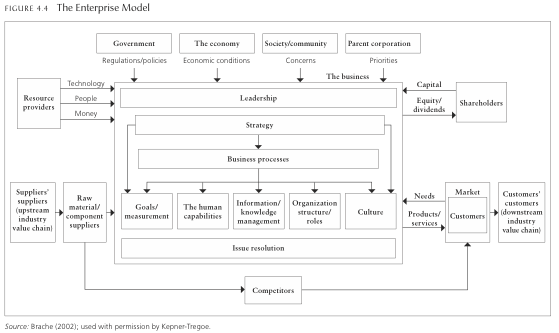 FIGURE 4.4 The Enterprise Model
Government
The economy
Society/community
Parent corporation
Regulations/policies
Economic conditions
Concerns
Priorities
The business
Resource
providers
Technology
People
Money
Leadership
Capital
Equity/
dividends
Shareholders
Strategy
Business processes
Suppliers'
suppliers
(upstream
industry
value chain)
Raw
material/
component
suppliers
Goals/
measurement
The human
capabilities
Information/
knowledge
management
Organization
structure/
roles
Culture
Needs
Products/
services
Market
Customers
Customers'
customers
(downstream
industry
value chain)
Issue resolution
Competitors
Source: Brache (2002); used with permission by Kepner-Tregoe.